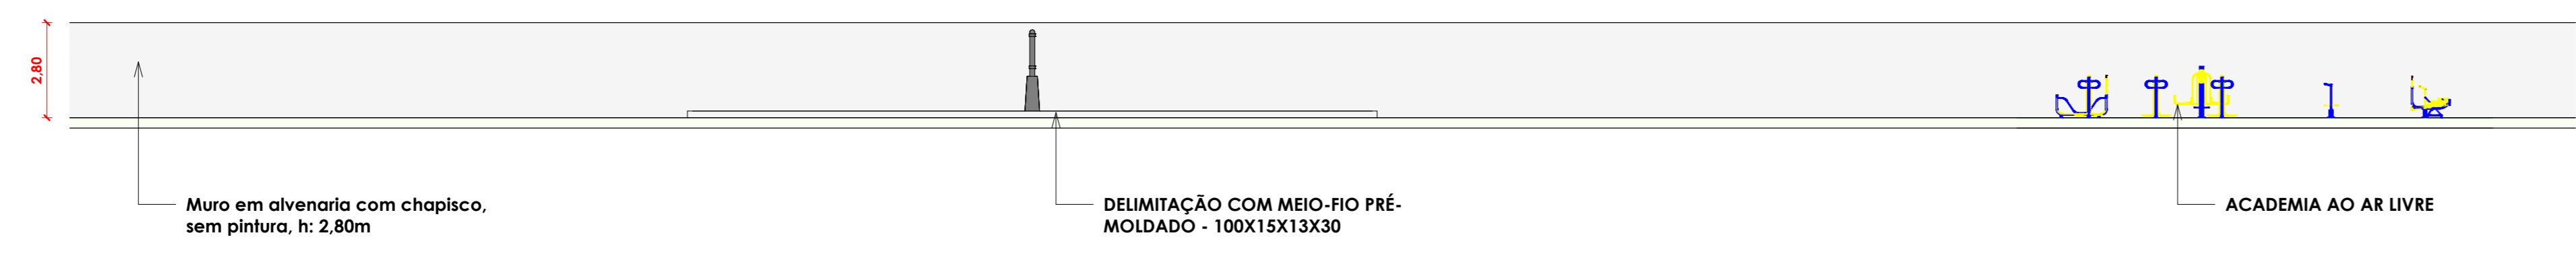 2,80
Muro em alvenaria com chapisco,
sem pintura, h: 2,80m
DELIMITAÇÃO COM MEIO-FIO PRÉ-
MOLDADO - 100X15X13X30
ACADEMIA AO AR LIVRE